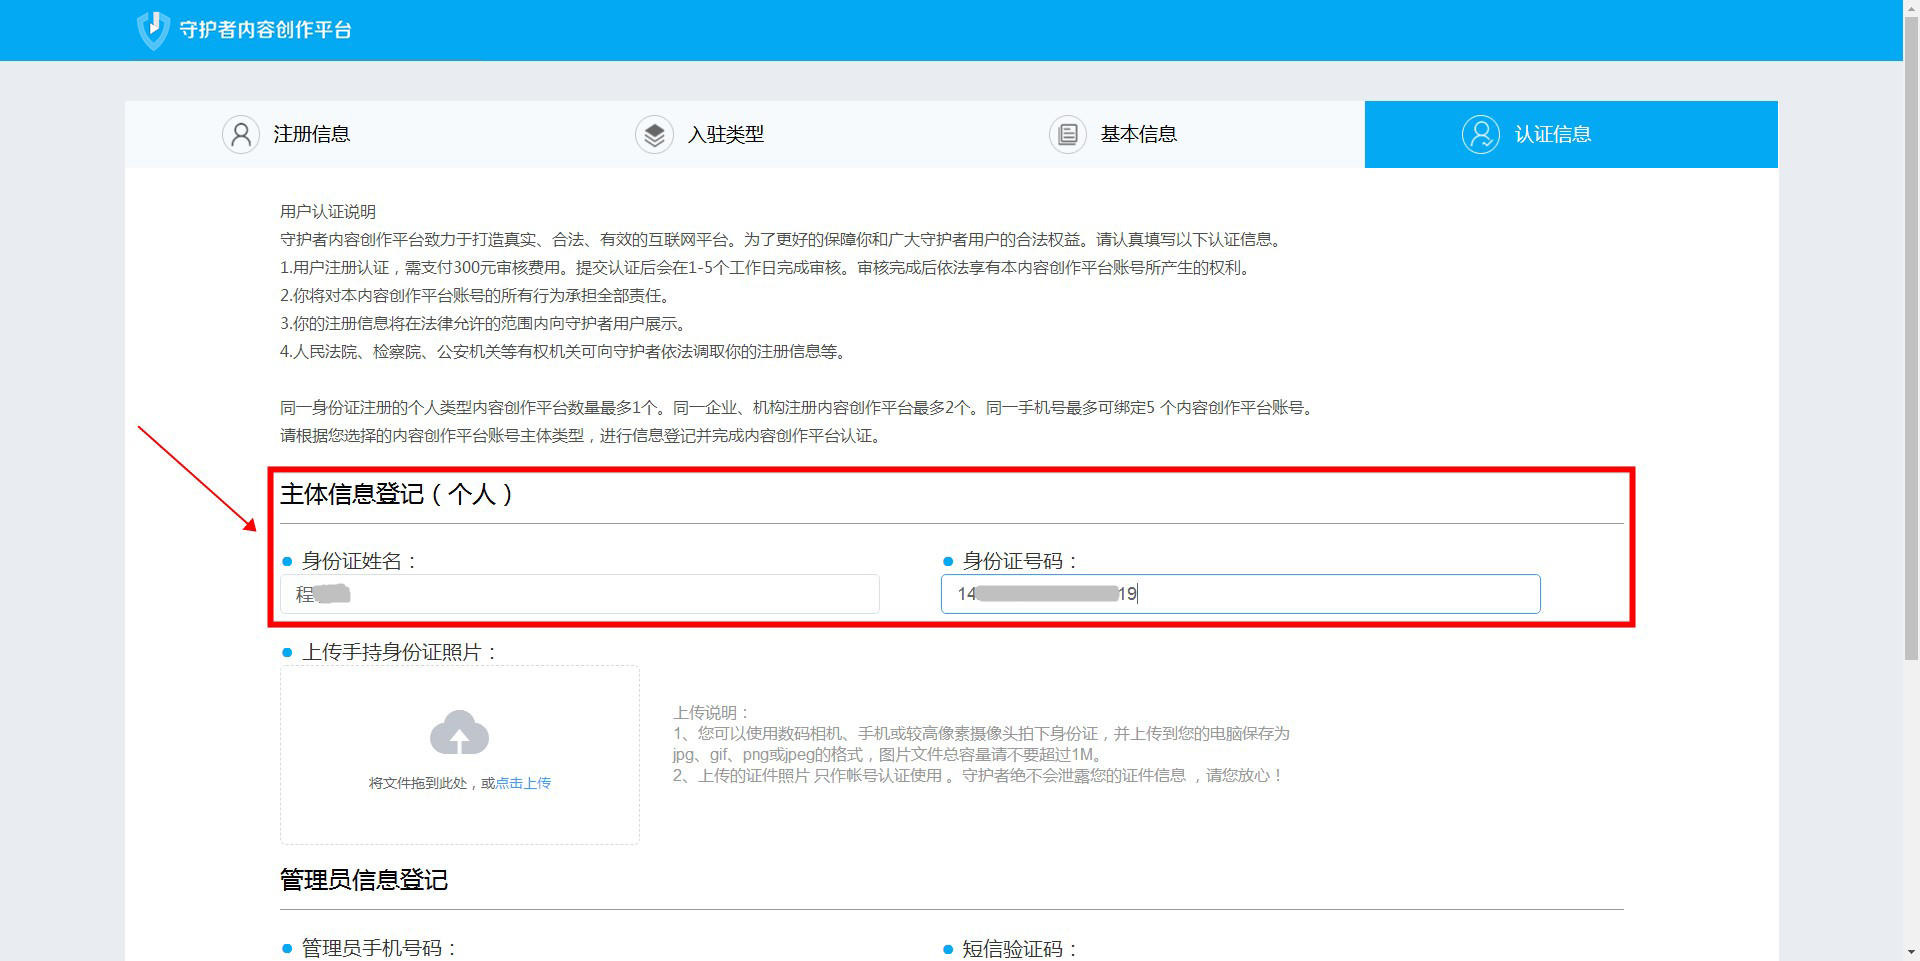 守护者内容创作平台
注册信息
入驻类型
基本信息
认证信息
用户认证说明
守护者内容创作平台致力于打造真实、合法、有效的互联网平台。为了更好的保障你和广大守护者用户的合法权益。请认真填写以下认证信息。
1.用户注册认证，需支付300元审核费用。提交认证后会在1-5个工作日完成审核。审核完成后依法享有本内容创作平台账号所产生的权利。
2.你将对本内容创作平台账号的所有行为承担全部责任。
3.你的注册信息将在法律允许的范围内向守护者用户展示。
4.人民法院、检察院、公安机关等有权机关可向守护者依法调取你的注册信息等。
同一身份证注册的个人类型内容创作平台数量最多1个。同一企业、机构注册内容创作平台最多2个。同一手机号最多可绑定5 个内容创作平台账号。
请根据您选择的内容创作平台账号主体类型，进行信息登记并完成内容创作平台认证。
主体信息登记（个人）
身份证姓名：
身份证号码：
程
14 19
上传手持身份证照片：
将文件拖到此处，或点击上传
上传说明：
1、您可以使用数码相机、手机或较高像素摄像头拍下身份证，并上传到您的电脑保存为
jpg、gif、png或jpeg的格式，图片文件总容量请不要超过1M。
2、上传的证件照片 只作帐号认证使用 。守护者绝不会泄露您的证件信息 ，请您放心！
管理员信息登记
管理员手机号码：
短信验证码：